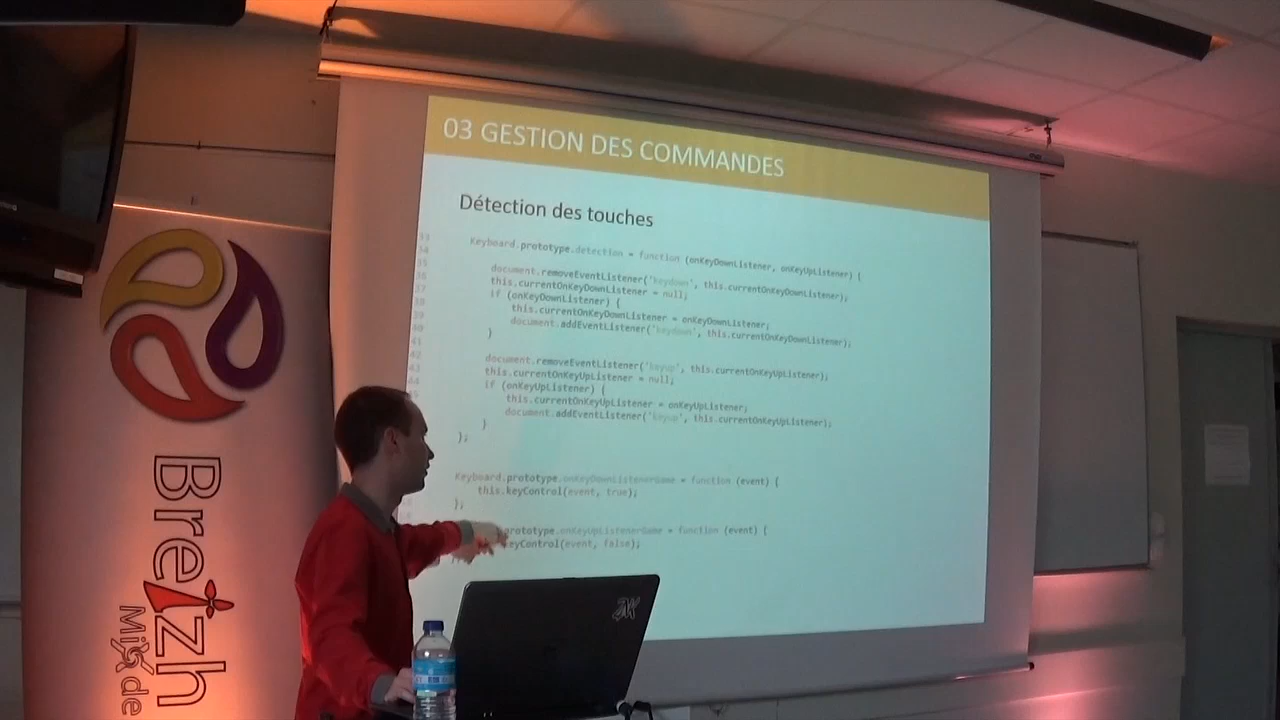 03 GESTION DES COMMANDES
Détection des touches
Keyboard.prototype.detection = function (onKeyDownListener, onKeyUpListener) {
document.removeEventListener('keydown', this.currentOnKeyDownListener);
this.currentOnKeyDownListener = null;
if (onKeyDownListener) {
this.currentOnKeyDownListener = onKeyDownListener;
document.addEventListener('keydown', this.currentOnKeyDownListener);
}
document.removeEventListener('keyup', this.currentOnKeyUpListener);
this.currentOnKeyUpListener = null;
if (onKeyUpListener) {
this.currentOnKeyUpListener = onKeyUpListener;
document.addEventListener('keyup', this.currentOnKeyUpListener);
}
};
Keyboard.prototype.onKeyDownListenerGame = function (event) {
this.keyControl(event, true);
};
prototype.onKeyUpListenerGame = function (event) {
keyControl(event, false);
Breizh
Mix de